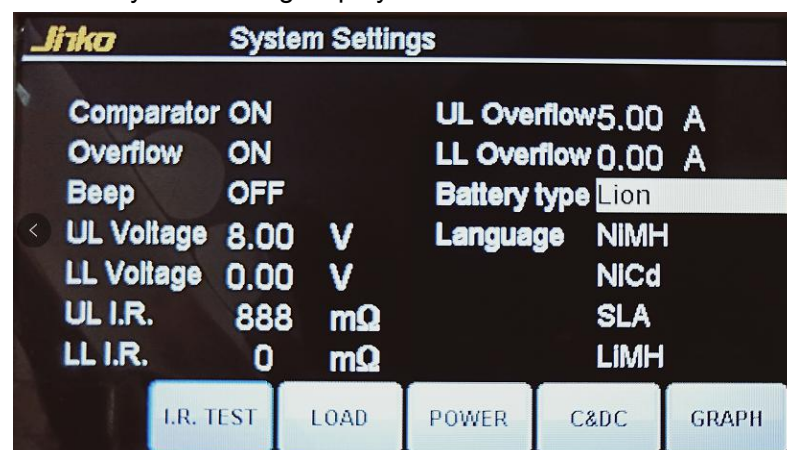 Jinko System Settings
Comparator ON
Overflow ON
Beep OFF
UL Voltage 8.00 V
LL Voltage 0.00 V
UL I.R. 888 mΩ
LL I.R. 0 mΩ
UL Overflow 5.00 A
LL Overflow 0.00 A
Battery type Lion
Language NiMH
NiCd
SLA
LiMH
I.R. TEST LOAD POWER C&DC GRAPH